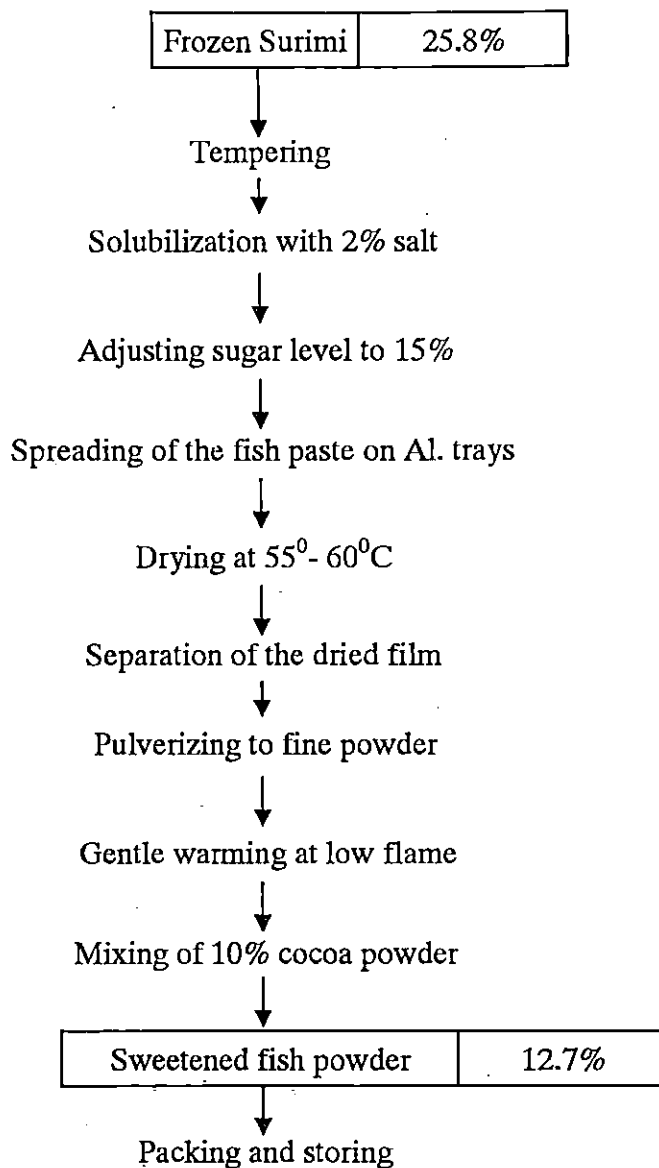 Frozen Surimi 25.8%
Tempering
Solubilization with 2% salt
Adjusting sugar level to 15%
Spreading of the fish paste on Al. trays
Drying at 55⁰- 60⁰C
Separation of the dried film
Pulverizing to fine powder
Gentle warming at low flame
Mixing of 10% cocoa powder
Sweetened fish powder 12.7%
Packing and storing